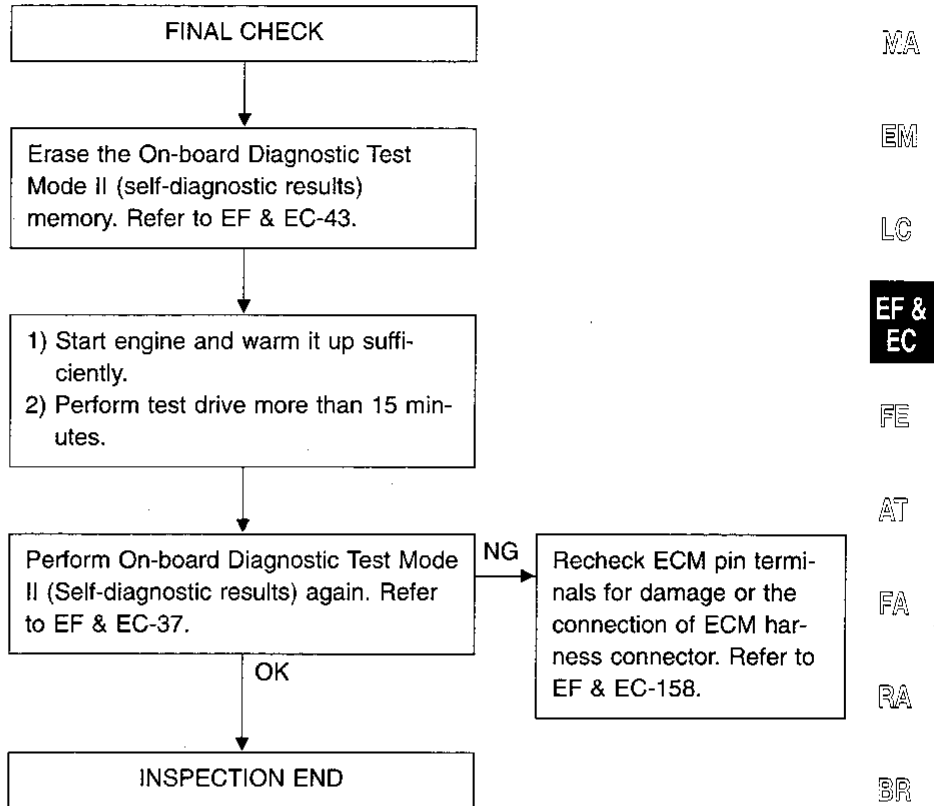 FINAL CHECK
Erase the On-board Diagnostic Test
Mode II (self-diagnostic results)
memory. Refer to EF & EC-43.
1) Start engine and warm it up suffi-
ciently.
2) Perform test drive more than 15 min-
utes.
Perform On-board Diagnostic Test Mode
II (Self-diagnostic results) again. Refer
to EF & EC-37.
NG
Recheck ECM pin termi-
nals for damage or the
connection of ECM har-
ness connector. Refer to
EF & EC-158.
OK
INSPECTION END
MA
EM
LC
EF &
EC
FE
AT
FA
RA
BR